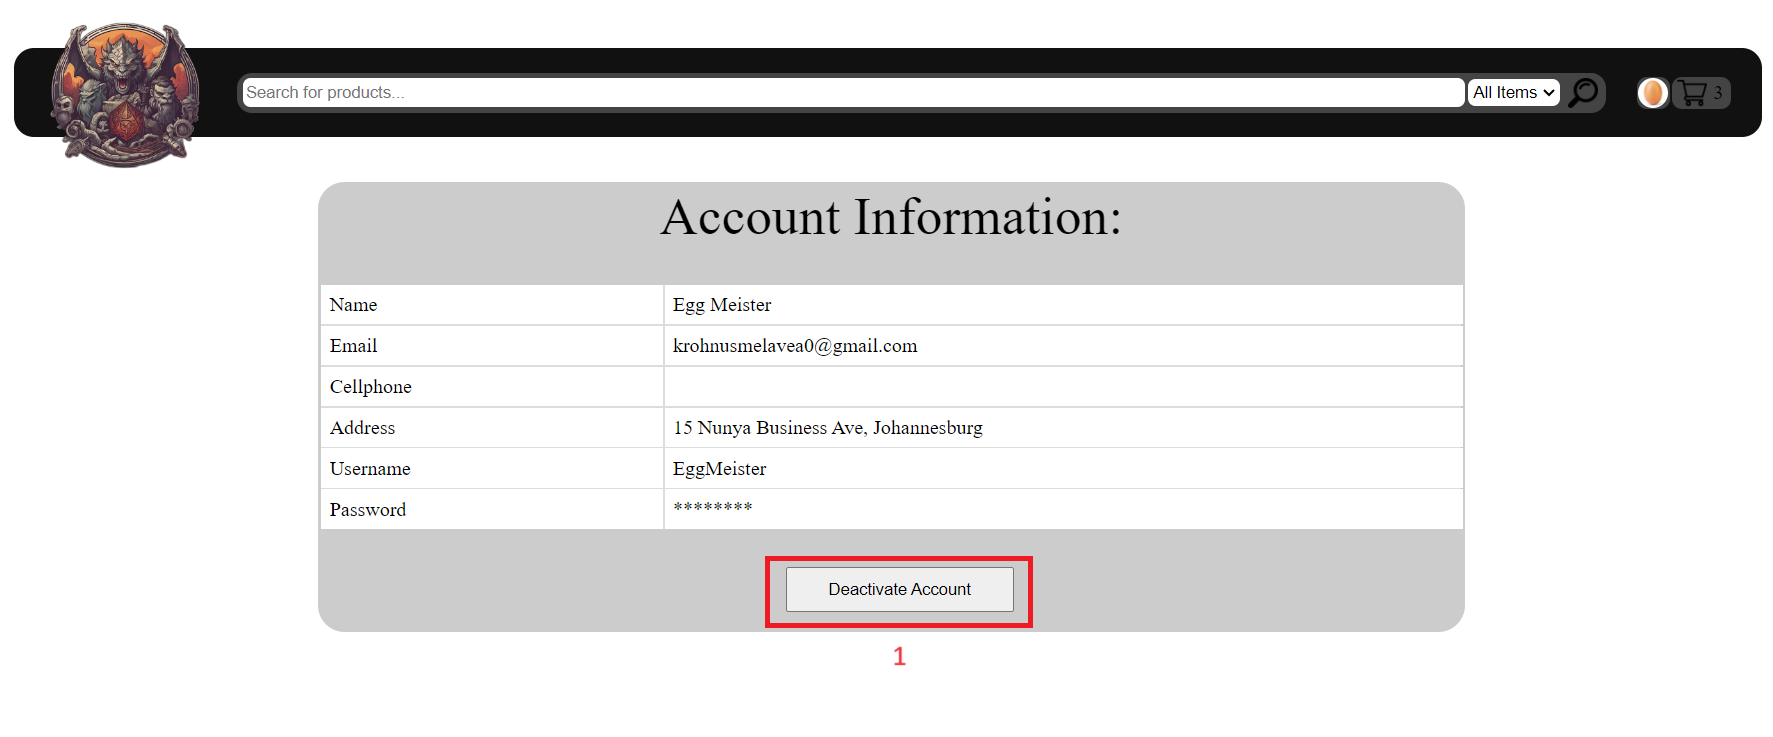 Search for products... All Items 3
Account Information:
Name Egg Meister
Email krohnusmelavea0@gmail.com
Cellphone
Address 15 Nunya Business Ave, Johannesburg
Username EggMeister
Password ********
Deactivate Account
1